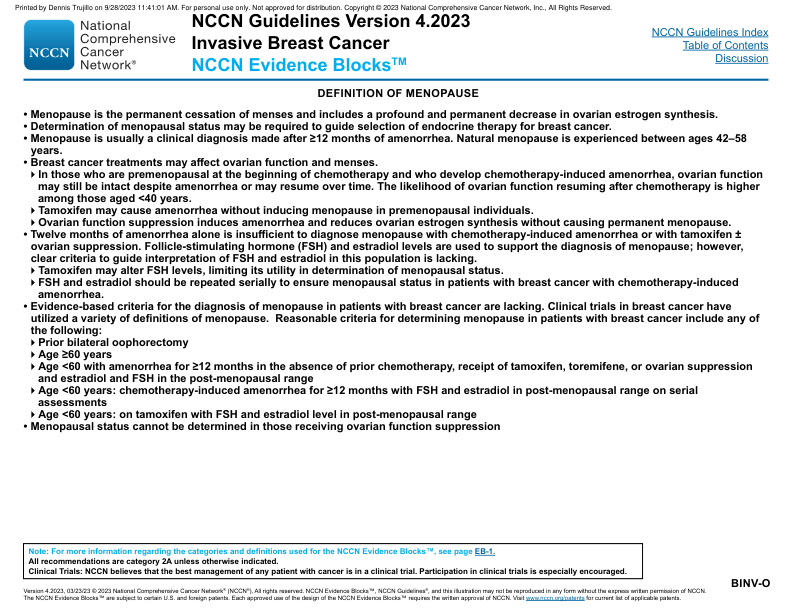 Printed by Dennis Trujillo on 9/28/2023 11:41:01 AM. For personal use only. Not approved for distribution. Copyright © 2023 National Comprehensive Cancer Network, Inc., All Rights Reserved.
NCCN
National
Comprehensive
Cancer
Network®
NCCN Guidelines Version 4.2023
Invasive Breast Cancer
NCCN Evidence Blocks™
NCCN Guidelines Index
Table of Contents
Discussion
DEFINITION OF MENOPAUSE
• Menopause is the permanent cessation of menses and includes a profound and permanent decrease in ovarian estrogen synthesis.
• Determination of menopausal status may be required to guide selection of endocrine therapy for breast cancer.
• Menopause is usually a clinical diagnosis made after ≥12 months of amenorrhea. Natural menopause is experienced between ages 42–58
years.
• Breast cancer treatments may affect ovarian function and menses.
▸ In those who are premenopausal at the beginning of chemotherapy and who develop chemotherapy-induced amenorrhea, ovarian function
may still be intact despite amenorrhea or may resume over time. The likelihood of ovarian function resuming after chemotherapy is higher
among those aged <40 years.
▸ Tamoxifen may cause amenorrhea without inducing menopause in premenopausal individuals.
▸ Ovarian function suppression induces amenorrhea and reduces ovarian estrogen synthesis without causing permanent menopause.
• Twelve months of amenorrhea alone is insufficient to diagnose menopause with chemotherapy-induced amenorrhea or with tamoxifen ±
ovarian suppression. Follicle-stimulating hormone (FSH) and estradiol levels are used to support the diagnosis of menopause; however,
clear criteria to guide interpretation of FSH and estradiol in this population is lacking.
▸ Tamoxifen may alter FSH levels, limiting its utility in determination of menopausal status.
▸ FSH and estradiol should be repeated serially to ensure menopausal status in patients with breast cancer with chemotherapy-induced
amenorrhea.
• Evidence-based criteria for the diagnosis of menopause in patients with breast cancer are lacking. Clinical trials in breast cancer have
utilized a variety of definitions of menopause. Reasonable criteria for determining menopause in patients with breast cancer include any of
the following:
▸ Prior bilateral oophorectomy
▸ Age ≥60 years
▸ Age <60 with amenorrhea for ≥12 months in the absence of prior chemotherapy, receipt of tamoxifen, toremifene, or ovarian suppression
and estradiol and FSH in the post-menopausal range
▸ Age <60 years: chemotherapy-induced amenorrhea for ≥12 months with FSH and estradiol in post-menopausal range on serial
assessments
▸ Age <60 years: on tamoxifen with FSH and estradiol level in post-menopausal range
• Menopausal status cannot be determined in those receiving ovarian function suppression
Note: For more information regarding the categories and definitions used for the NCCN Evidence Blocks™, see page EB-1.
All recommendations are category 2A unless otherwise indicated.
Clinical Trials: NCCN believes that the best management of any patient with cancer is in a clinical trial. Participation in clinical trials is especially encouraged.
BINV-O
Version 4.2023, 03/23/23 © 2023 National Comprehensive Cancer Network® (NCCN®), All rights reserved. NCCN Evidence Blocks™, NCCN Guidelines®, and this illustration may not be reproduced in any form without the express written permission of NCCN.
The NCCN Evidence Blocks™ are subject to certain U.S. and foreign patents. Each approved use of the design of the NCCN Evidence Blocks™ requires the written approval of NCCN. Visit www.nccn.org/patents for current list of applicable patents.